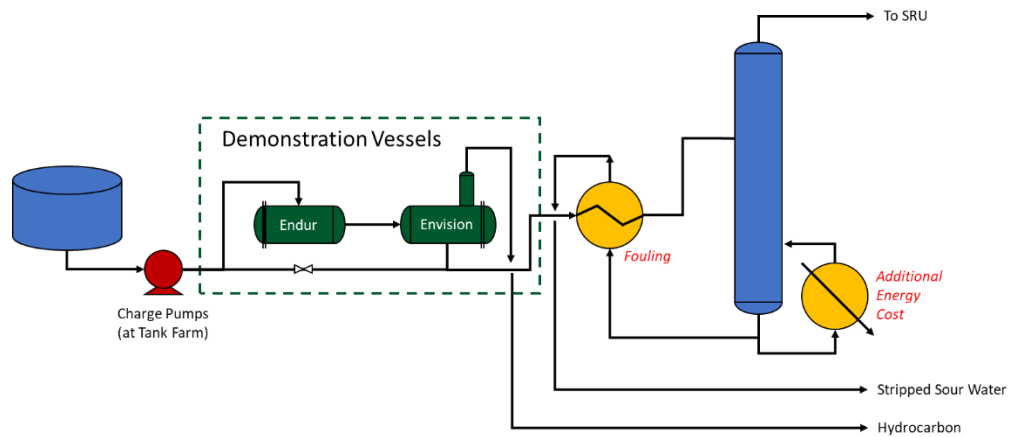 To SRU
Demonstration Vessels
Endur
Envision
Fouling
Additional
Energy
Cost
Charge Pumps
(at Tank Farm)
Stripped Sour Water
Hydrocarbon